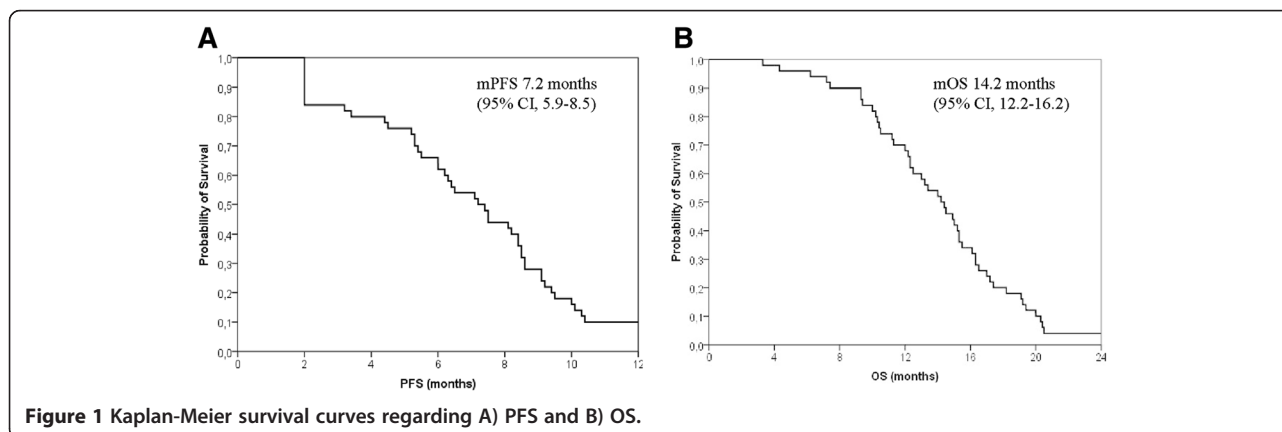 A
1,0
0,9
0,8
0,7
0,6
0,5
0,4
0,3
0,2
0,1
0,0
Probability of Survival
mPFS 7.2 months
(95% CI, 5.9-8.5)
0 2 4 6 8 10 12
PFS (months)
B
1,0
0,9
0,8
0,7
0,6
0,5
0,4
0,3
0,2
0,1
0,0
Probability of Survival
mOS 14.2 months
(95% CI, 12.2-16.2)
0 4 8 12 16 20 24
OS (months)
Figure 1 Kaplan-Meier survival curves regarding A) PFS and B) OS.